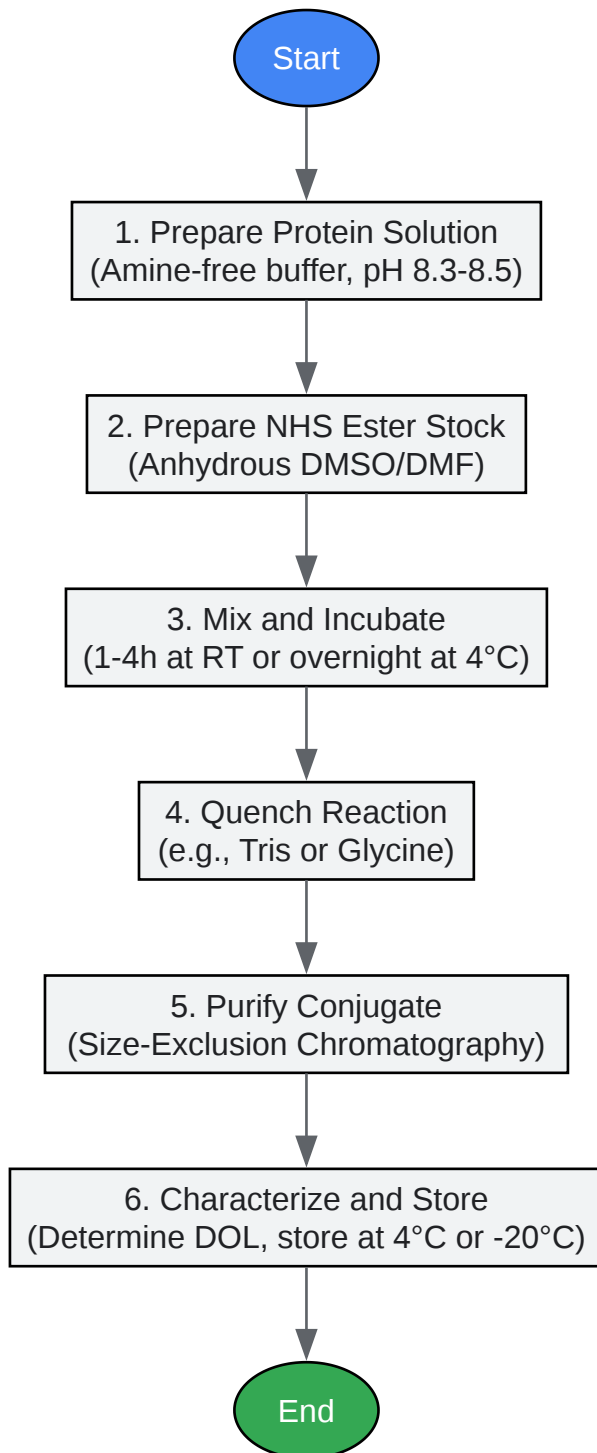 Start
1. Prepare Protein Solution
(Amine-free buffer, pH 8.3-8.5)
2. Prepare NHS Ester Stock
(Anhydrous DMSO/DMF)
3. Mix and Incubate
(1-4h at RT or overnight at 4°C)
4. Quench Reaction
(e.g., Tris or Glycine)
5. Purify Conjugate
(Size-Exclusion Chromatography)
6. Characterize and Store
(Determine DOL, store at 4°C or -20°C)
End